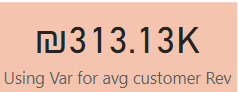 ₪313.13K
Using Var for avg customer Rev